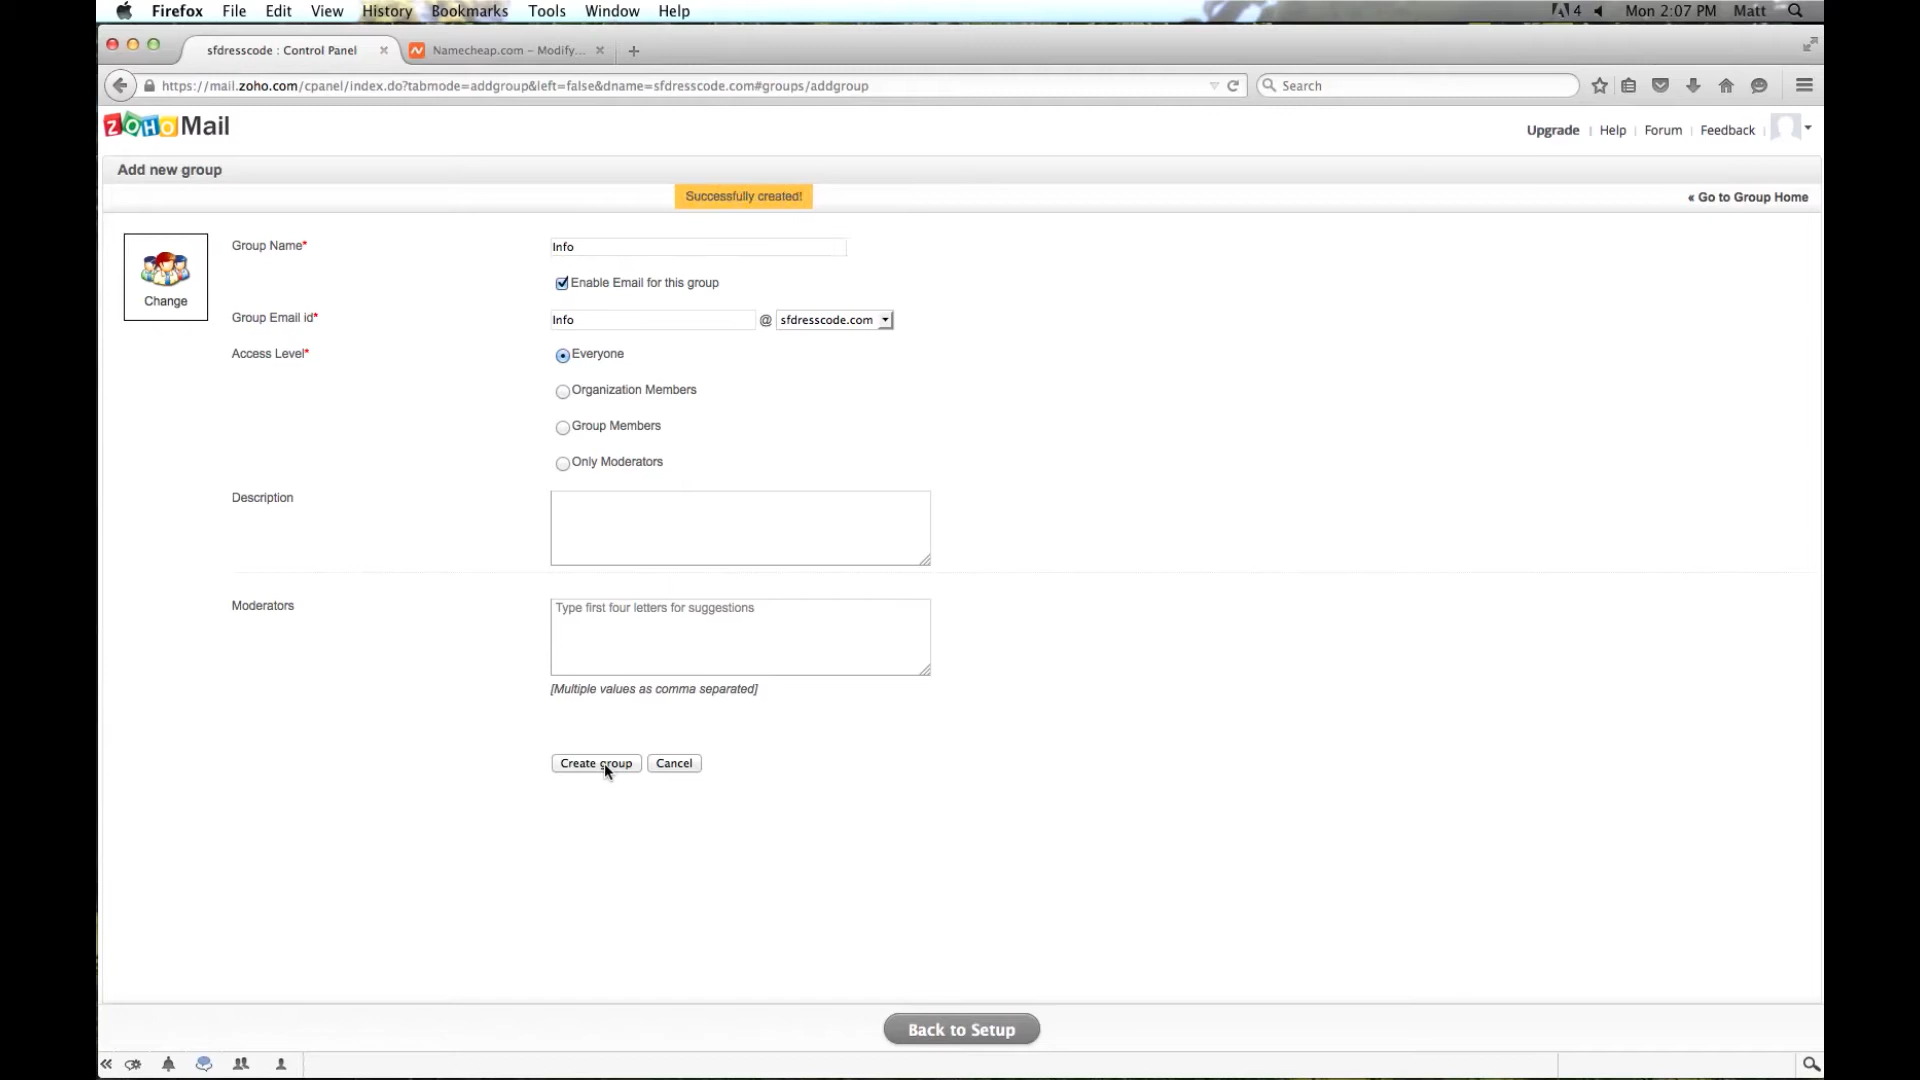 Firefox File Edit View History Bookmarks Tools Window Help 4 Mon 2:07 PM Matt
sfdresscode : Control Panel Namecheap.com – Modify...
https://mail.zoho.com/cpanel/index.do?tabmode=addgroup&left=false&dname=sfdresscode.com#groups/addgroup Search
ZOHO Mail Upgrade | Help | Forum | Feedback
Add new group
Successfully created! « Go to Group Home
Group Name* Info
Change
Enable Email for this group
Group Email id* Info @ sfdresscode.com
Access Level* Everyone
Organization Members
Group Members
Only Moderators
Description
Moderators Type first four letters for suggestions
[Multiple values as comma separated]
Create group Cancel
Back to Setup